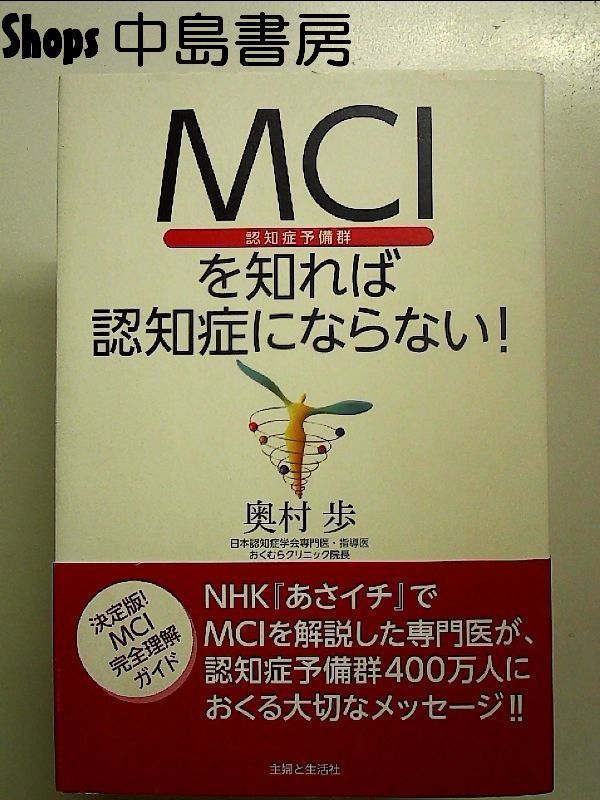 Shops 中島書房
MCI
認知症予備群
を知れば
認知症にならない!
奥村 歩
日本認知症学会専門医・指導医
おくむらクリニック院長
決定版!
MCI
完全理解
ガイド
NHK『あさイチ』で
MCIを解説した専門医が、
認知症予備群400万人に
おくる大切なメッセージ!!
主婦と生活社